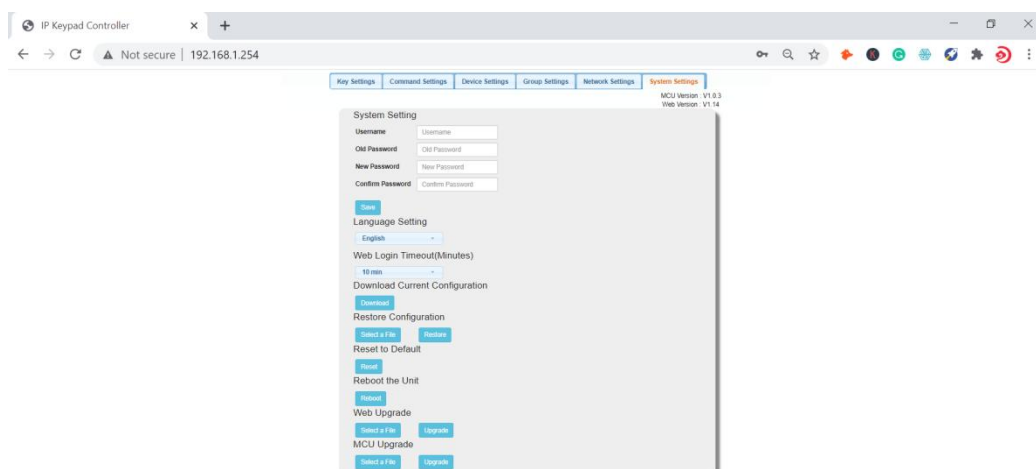 IP Keypad Controller
Not secure | 192.168.1.254
Key Settings Command Settings Device Settings Group Settings Network Settings System Settings
MCU Version : V1.0.3
Web Version : V1.14
System Setting
Username Username
Old Password Old Password
New Password New Password
Confirm Password Confirm Password
Save
Language Setting
English
Web Login Timeout(Minutes)
10 min
Download Current Configuration
Download
Restore Configuration
Select a File Restore
Reset to Default
Reset
Reboot the Unit
Reboot
Web Upgrade
Select a File Upgrade
MCU Upgrade
Select a File Upgrade